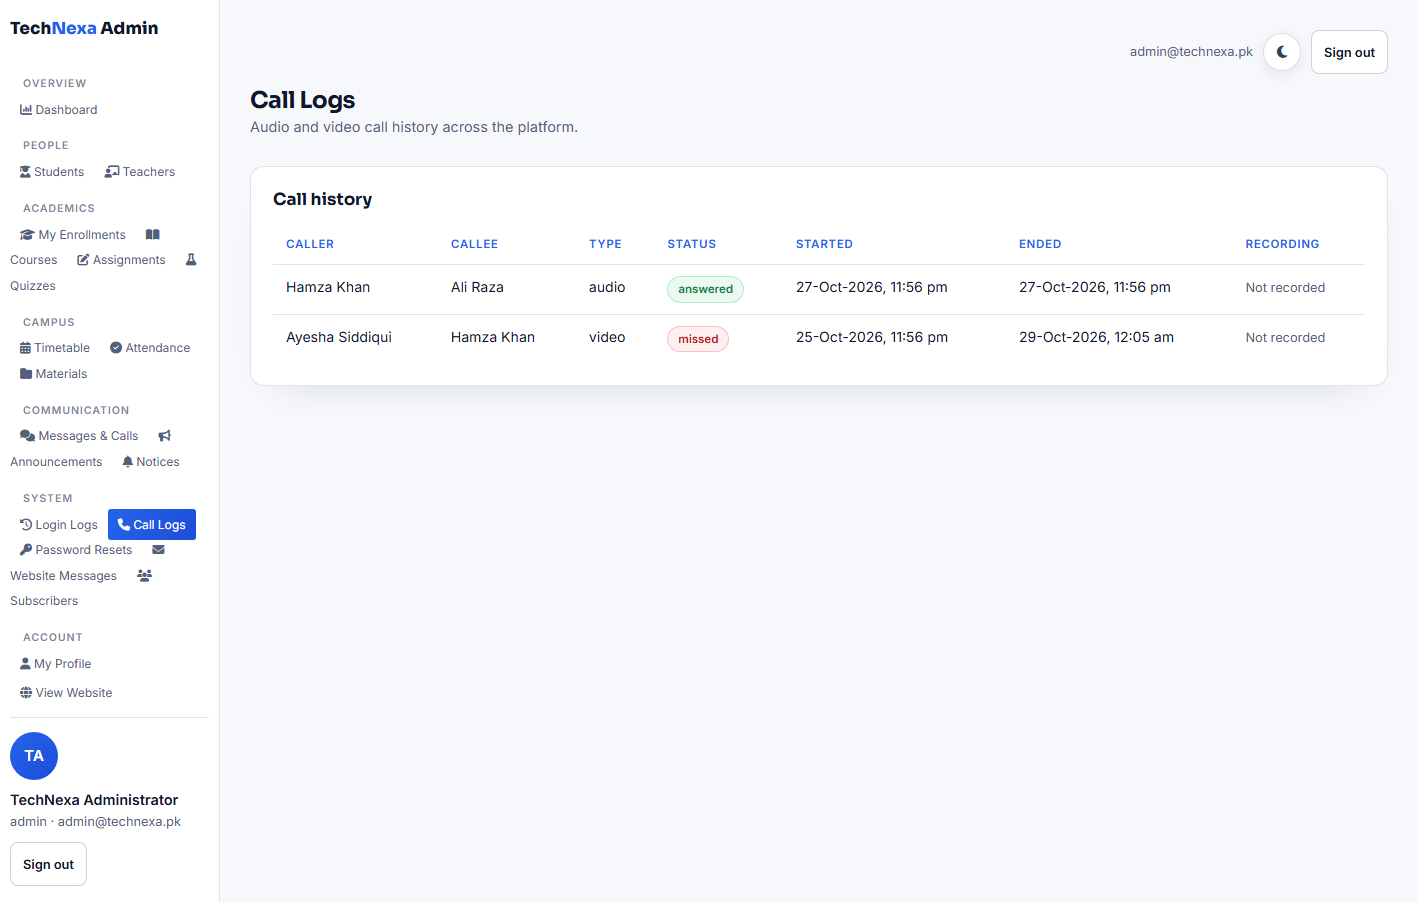 TechNexa Admin
OVERVIEW
Dashboard
PEOPLE
Students Teachers
ACADEMICS
My Enrollments
Courses Assignments
Quizzes
CAMPUS
Timetable Attendance
Materials
COMMUNICATION
Messages & Calls
Announcements Notices
SYSTEM
Login Logs Call Logs
Password Resets
Website Messages
Subscribers
ACCOUNT
My Profile
View Website
TA
TechNexa Administrator
admin · admin@technexa.pk
Sign out
admin@technexa.pk Sign out
Call Logs
Audio and video call history across the platform.
Call history
CALLER CALLEE TYPE STATUS STARTED ENDED RECORDING
Hamza Khan Ali Raza audio answered 27-Oct-2026, 11:56 pm 27-Oct-2026, 11:56 pm Not recorded
Ayesha Siddiqui Hamza Khan video missed 25-Oct-2026, 11:56 pm 29-Oct-2026, 12:05 am Not recorded